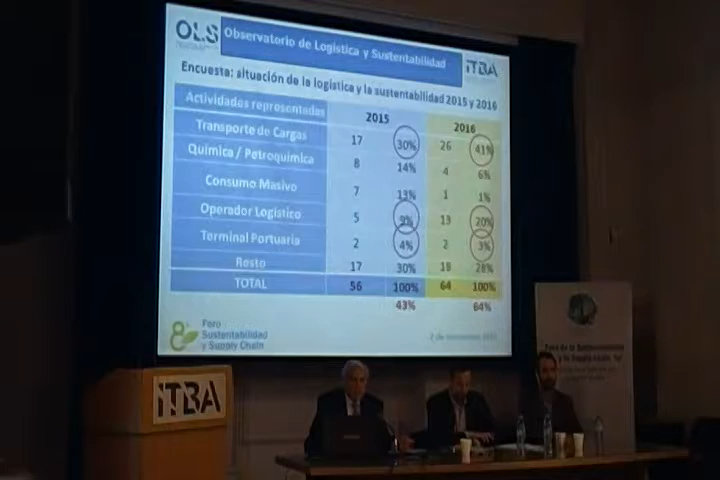 OLS
Observatorio de Logística y Sustentabilidad
ITBA
Encuesta: situación de la logística y la sustentabilidad 2015 y 2016
Actividades representadas 2015 2016
Transporte de Cargas 17 30% 26 41%
Química / Petroquímica 8 14% 4 6%
Consumo Masivo 7 13% 1 1%
Operador Logístico 5 9% 13 20%
Terminal Portuaria 2 4% 2 3%
Resto 17 30% 18 28%
TOTAL 56 100% 64 100%
43% 64%
8º Foro
Sustentabilidad
y Supply Chain
ITBA